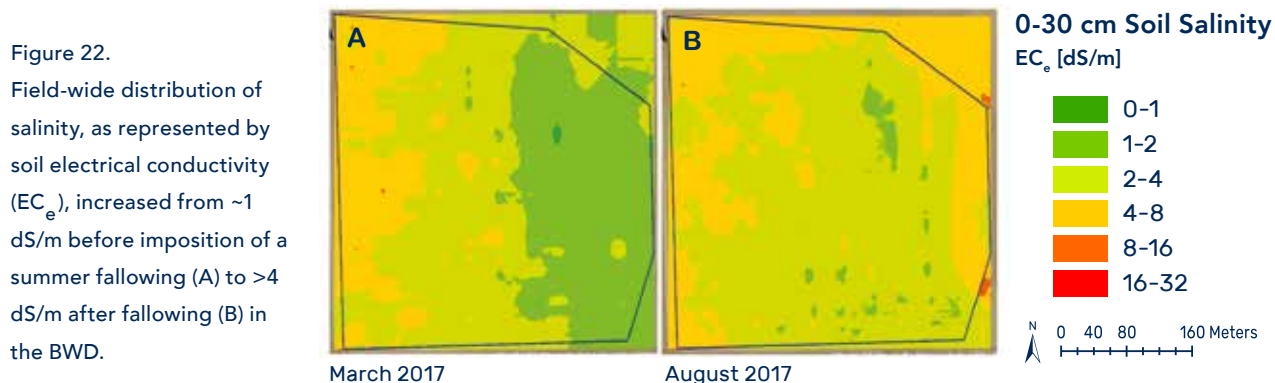 Figure 22.
Field-wide distribution of
salinity, as represented by
soil electrical conductivity
(ECe), increased from ~1
dS/m before imposition of a
summer fallowing (A) to >4
dS/m after fallowing (B) in
the BWD.
A
B
March 2017
August 2017
0-30 cm Soil Salinity
ECe [dS/m]
0-1
1-2
2-4
4-8
8-16
16-32
N
0 40 80 160 Meters